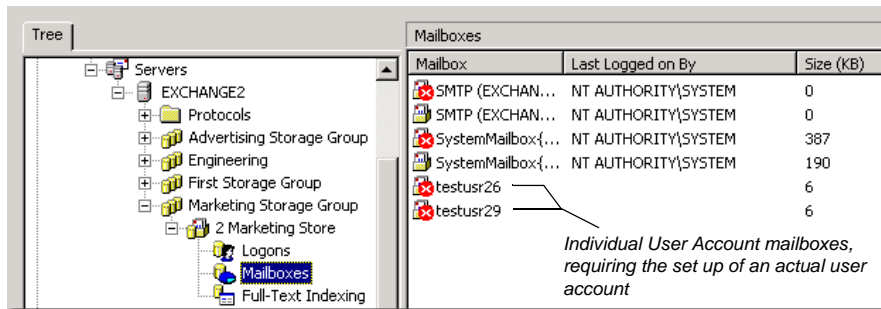 Tree
Servers
EXCHANGE2
Protocols
Advertising Storage Group
Engineering
First Storage Group
Marketing Storage Group
2 Marketing Store
Logons
Mailboxes
Full-Text Indexing
Mailboxes
Mailbox Last Logged on By Size (KB)
SMTP (EXCHAN... NT AUTHORITY\SYSTEM 0
SMTP (EXCHAN... NT AUTHORITY\SYSTEM 0
SystemMailbox{... NT AUTHORITY\SYSTEM 387
SystemMailbox{... NT AUTHORITY\SYSTEM 190
testusr26 6
testusr29 6
Individual User Account mailboxes,
requiring the set up of an actual user
account